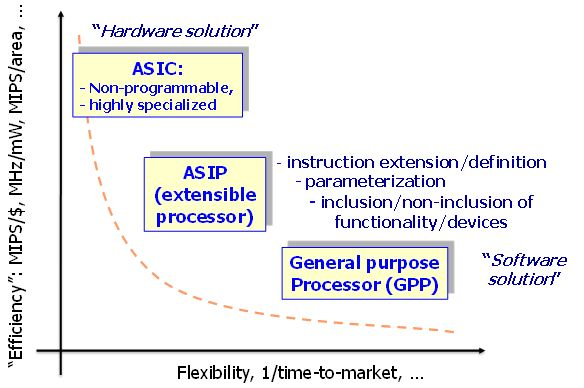 "Hardware solution"
ASIC:
- Non-programmable,
- highly specialized
ASIP
(extensible
processor)
- instruction extension/definition
- parameterization
- inclusion/non-inclusion of
functionality/devices
General purpose
Processor (GPP)
"Software
solution"
"Efficiency": MIPS/$, MHz/mW, MIPS/area, ...
Flexibility, 1/time-to-market, ...